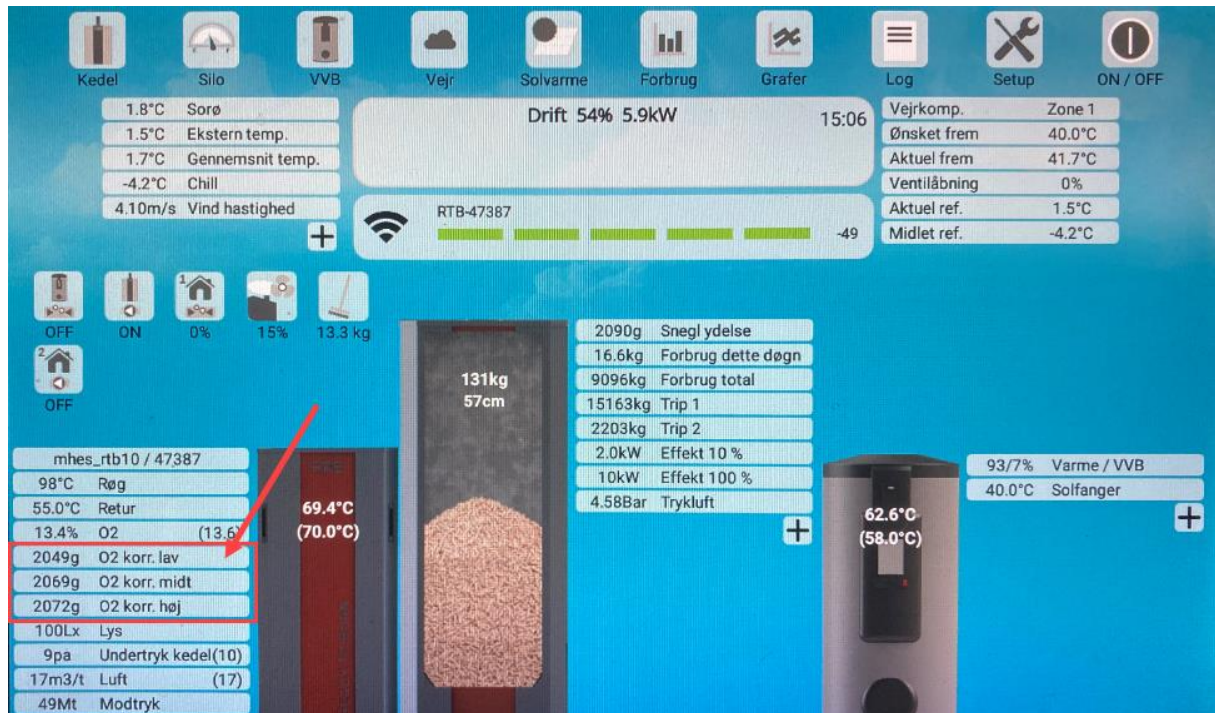 Kedel Silo VVB Vejr Solvarme Forbrug Grafer Log Setup ON / OFF
1.8°C Sorø
1.5°C Ekstern temp.
1.7°C Gennemsnit temp.
-4.2°C Chill
4.10m/s Vind hastighed
+
Drift 54% 5.9kW
15:06
RTB-47387
-49
Vejrkomp. Zone 1
Ønsket frem 40.0°C
Aktuel frem 41.7°C
Ventilåbning 0%
Aktuel ref. 1.5°C
Midlet ref. -4.2°C
1
OFF ON 0% 15% 13.3 kg
2
OFF
mhes_rtb10 / 47,387
98°C Røg
55.0°C Retur
13.4% O2 (13.6)
2049g O2 korr. lav
2069g O2 korr. midt
2072g O2 korr. høj
100Lx Lys
9pa Undertryk kedel(10)
17m3/t Luft (17)
49Mt Modtryk
69.4°C
(70.0°C)
131kg
57cm
2090g Snegl ydelse
16.6kg Forbrug dette døgn
9096kg Forbrug total
15163kg Trip 1
2203kg Trip 2
2.0kW Effekt 10 %
10kW Effekt 100 %
4.58Bar Trykluft
+
62.6°C
(58.0°C)
93/7% Varme / VVB
40.0°C Solfanger
+